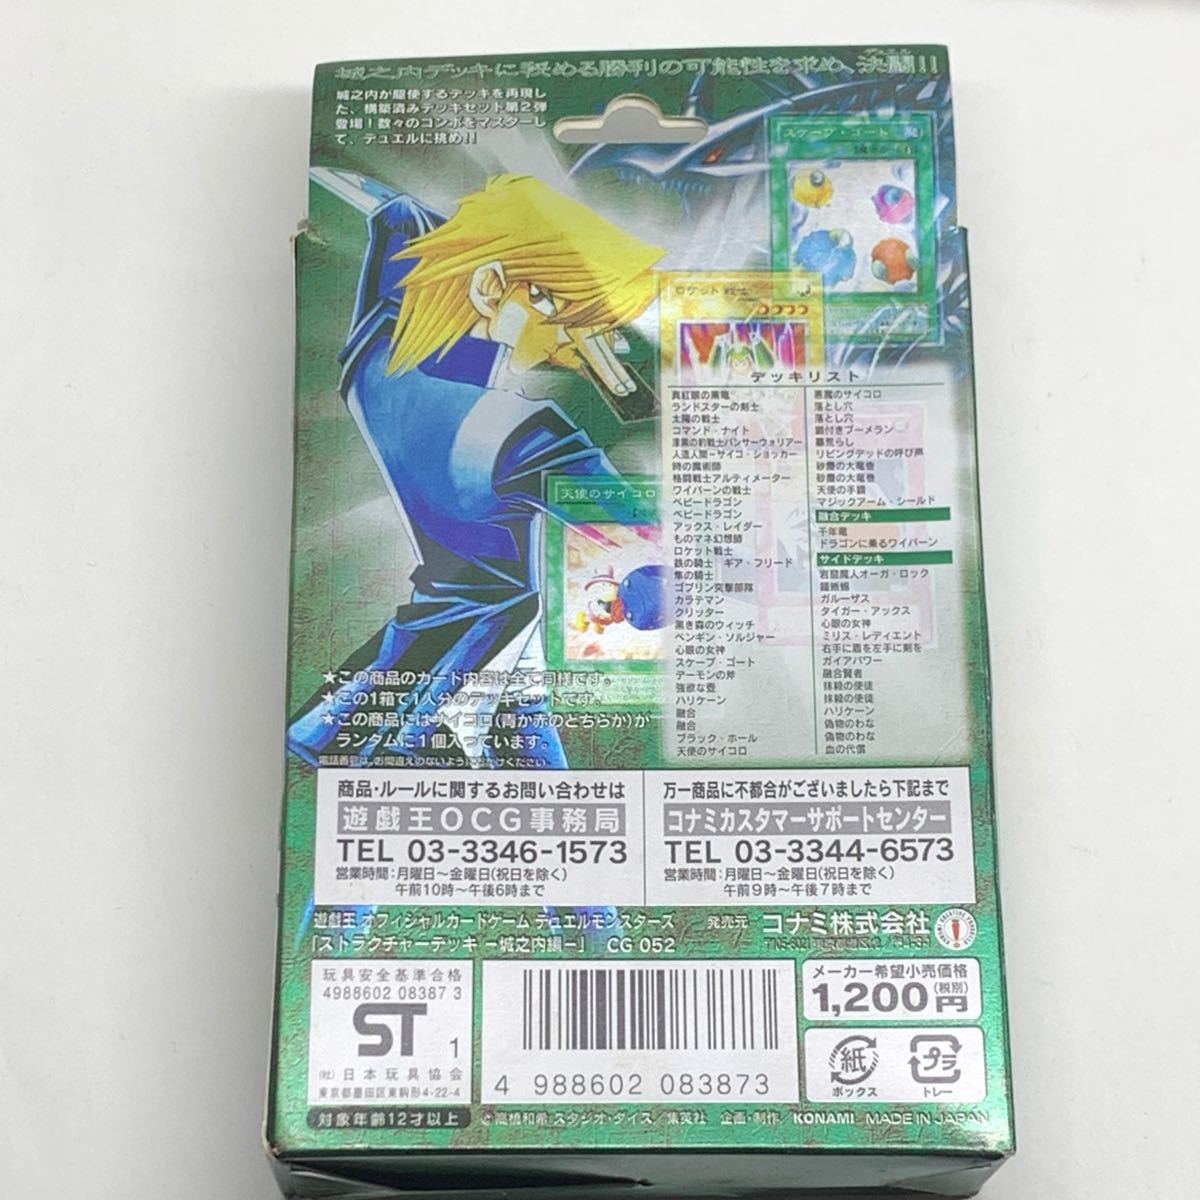 デュエル
城之内デッキに秘める勝利の可能性を求め、決闘!!
城之内が駆使するデッキを再現し
た、構築済みデッキセット第2弾
登場!数々のコンボをマスターし
て、デュエルに挑め!!
スケープ・ゴート
ロケット戦士
天使のサイコロ
デッキリスト
真紅眼の黒竜
ランドスターの剣士
太陽の戦士
コマンド・ナイト
漆黒の豹戦士パンサーウォリアー
人造人間-サイコ・ショッカー
時の魔術師
格闘戦士アルティメーター
ワイバーンの戦士
ベビードラゴン
ベビードラゴン
アックス・レイダー
ものマネ幻想師
ロケット戦士
鉄の騎士 ギア・フリード
隼の騎士
ゴブリン突撃部隊
カラテマン
クリッター
黒き森のウィッチ
ペンギン・ソルジャー
心眼の女神
スケープ・ゴート
デーモンの斧
強欲な壺
ハリケーン
融合
融合
ブラック・ホール
天使のサイコロ
悪魔のサイコロ
落とし穴
落とし穴
鎖付きブーメラン
墓荒らし
リビングデッドの呼び声
砂塵の大竜巻
砂塵の大竜巻
天使の手鏡
マジックアーム・シールド
融合デッキ
千年竜
ドラゴンに乗るワイバーン
サイドデッキ
岩窟魔人オーガ・ロック
鎧蜥蜴
ガルーザス
タイガー・アックス
心眼の女神
ミリス・レディエント
右手に盾を左手に剣を
ガイアパワー
融合賢者
抹殺の使徒
抹殺の使徒
ハリケーン
偽物のわな
偽物のわな
血の代償
★この商品のカード内容は全て同様です。
★この1箱で1人分のデッキセットです。
★この商品にはサイコロ(青か赤のどちらか)が
ランダムに1個入っています。
電話番号は、お間違えのないようにおかけください。
商品・ルールに関するお問い合わせは
遊戯王OCG事務局
TEL 03-3346-1573
営業時間:月曜日~金曜日(祝日を除く)
午前10時~午後6時まで
万一商品に不都合がございましたら下記まで
コナミカスタマーサポートセンター
TEL 03-3344-6573
営業時間:月曜日~金曜日(祝日を除く)
午前9時~午後7時まで
遊戯王 オフィシャルカードゲーム デュエルモンスターズ
「ストラクチャーデッキ -城之内編-」 CG 052
発売元 コナミ株式会社
玩具安全基準合格
4988602 08387 3
ST 1
(社)日本玩具協会
東京都墨田区東駒形4-22-4
対象年齢12才以上
4 988602 083873
メーカー希望小売価格
1,200円(税別)
紙
ボックス
プラ
トレー
©高橋和希 スタジオ・ダイス/集英社 企画・制作/KONAMI MADE IN JAPAN